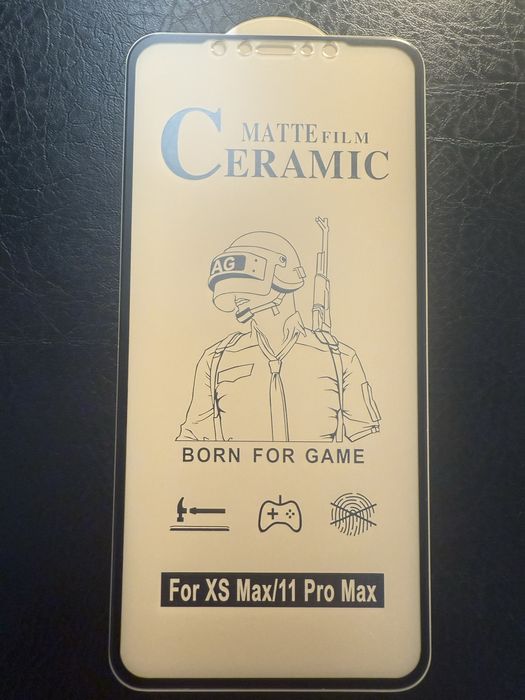 MATTE FILM
CERAMIC
AG
BORN FOR GAME
For XS Max/11 Pro Max